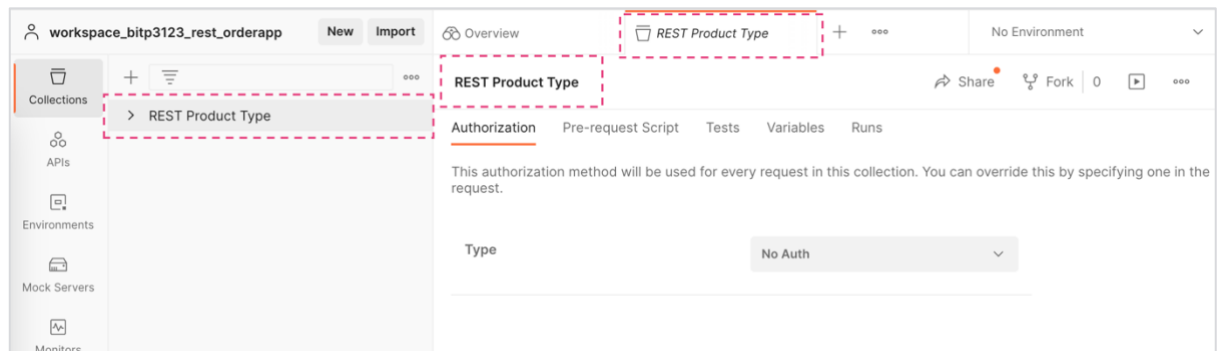 workspace_bitp3123_rest_orderapp New Import Overview REST Product Type No Environment
Collections
REST Product Type
APIs
Environments
Mock Servers
Monitors
REST Product Type Share Fork 0
Authorization Pre-request Script Tests Variables Runs
This authorization method will be used for every request in this collection. You can override this by specifying one in the
request.
Type No Auth